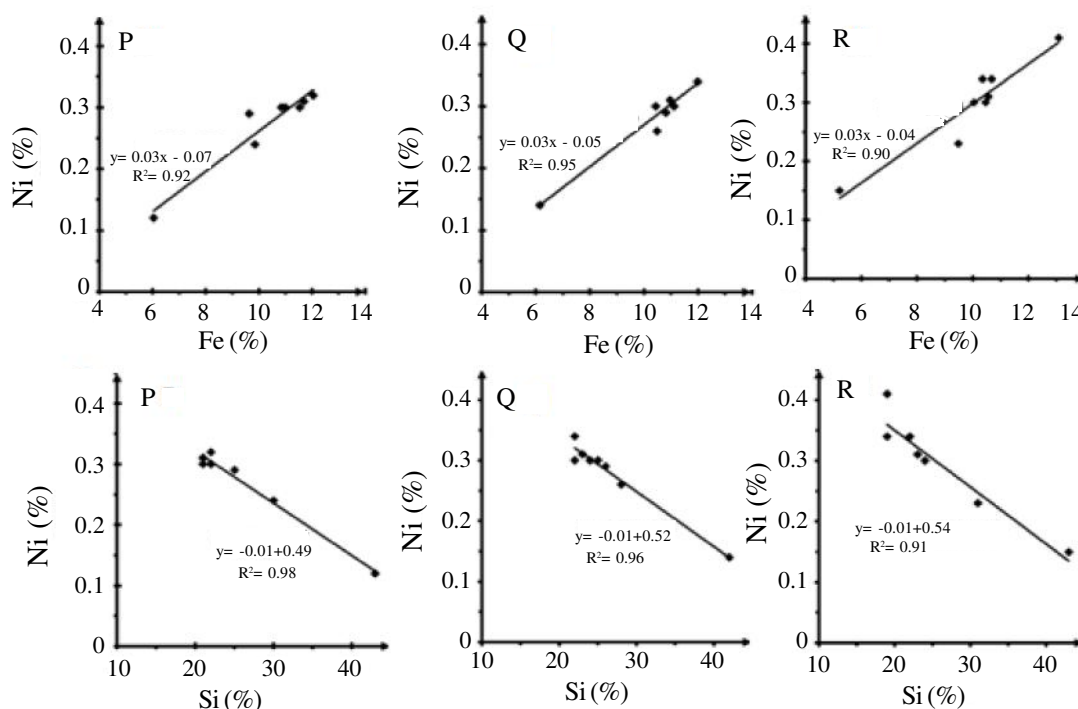 P
Ni (%)
0.4
0.3
0.2
0.1
0
y= 0.03x - 0.07
R²= 0.92
4 6 8 10 12 14
Fe (%)
Q
Ni (%)
0.4
0.3
0.2
0.1
0
y= 0.03x - 0.05
R²= 0.95
4 6 8 10 12 14
Fe (%)
R
Ni (%)
0.4
0.3
0.2
0.1
0
y= 0.03x - 0.04
R²= 0.90
4 6 8 10 12 14
Fe (%)
P
Ni (%)
0.4
0.3
0.2
0.1
0
y= -0.01+0.49
R²= 0.98
10 20 30 40
Si (%)
Q
Ni (%)
0.4
0.3
0.2
0.1
0
y= -0.01+0.52
R²= 0.96
10 20 30 40
Si (%)
R
Ni (%)
0.4
0.3
0.2
0.1
0
y= -0.01+0.54
R²= 0.91
10 20 30 40
Si (%)